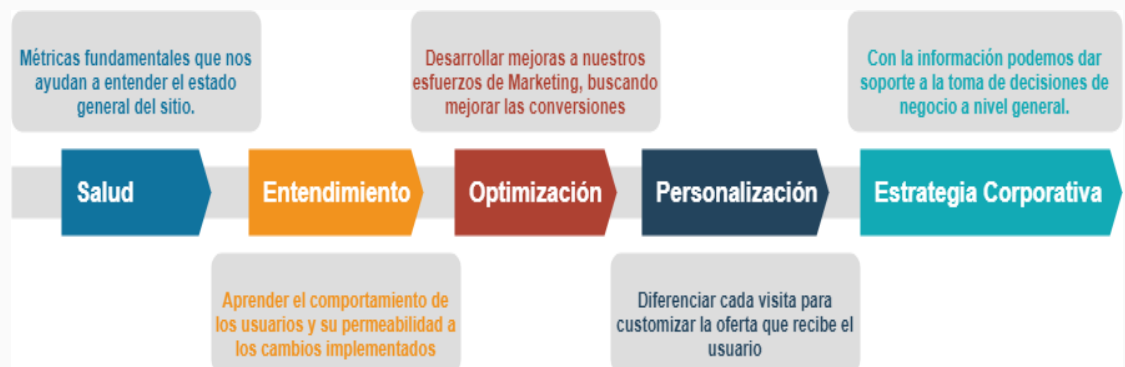 Métricas fundamentales que nos
ayudan a entender el estado
general del sitio.
Desarrollar mejoras a nuestros
esfuerzos de Marketing, buscando
mejorar las conversiones
Con la información podemos dar
soporte a la toma de decisiones de
negocio a nivel general.
Salud
Entendimiento
Optimización
Personalización
Estrategia Corporativa
Aprender el comportamiento de
los usuarios y su permeabilidad a
los cambios implementados
Diferenciar cada visita para
customizar la oferta que recibe el
usuario